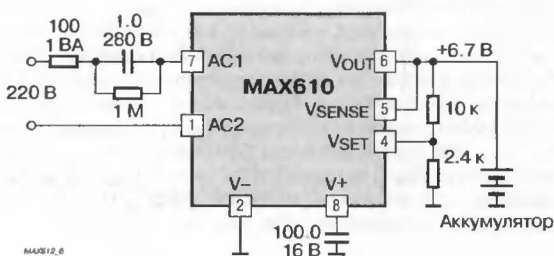 100
1 ВА
1.0
280 В
1 М
220 В
7
AC1
1
AC2
MAX610
VOUT
6
VSENSE
5
VSET
4
V–
2
V+
8
100.0
16 В
+6.7 В
10 к
2.4 к
Аккумулятор
MAX612_6